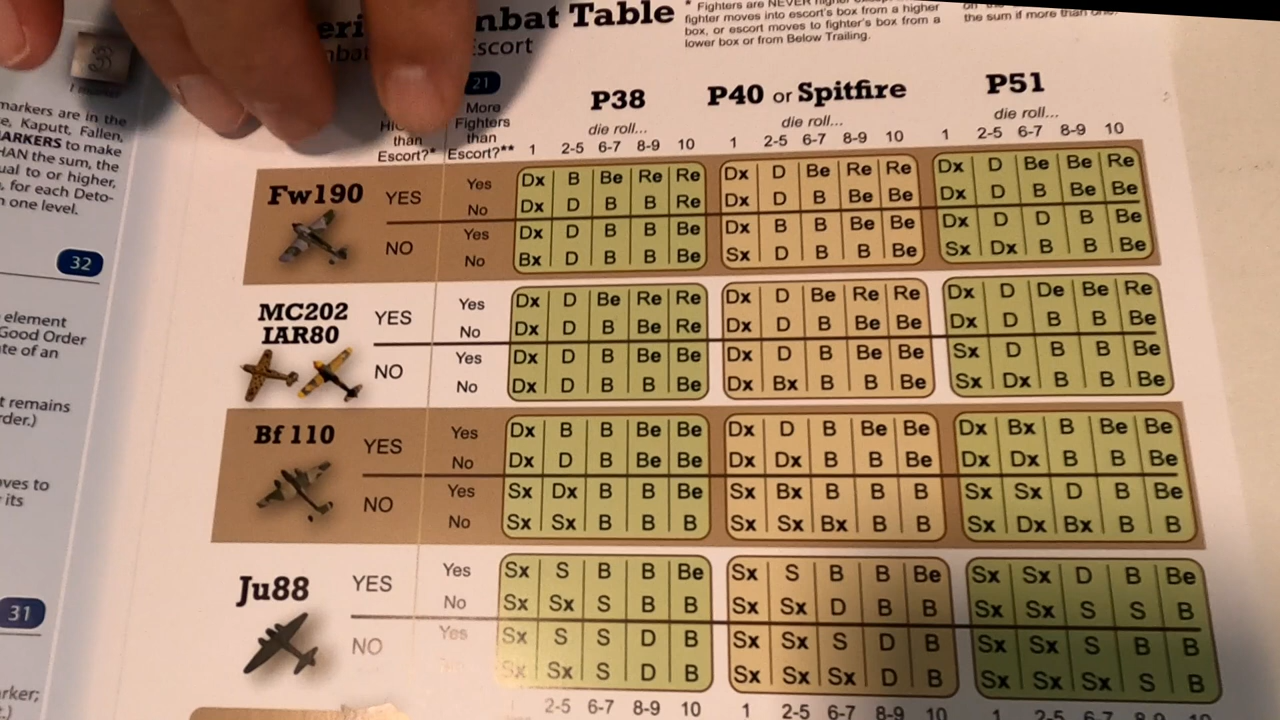 bat Table
scort
* Fighters are NEVER
fighter moves into escort's box from a higher
box, or escort moves to fighter's box from a
lower box or from Below Trailing.
the sum if more than one.
1 marker
markers are in the
Kaputt, Fallen,
MARKERS to make
THAN the sum, the
ual to or higher,
, for each Deto-
one level.
32
element
Good Order
te of an
t remains
rder.)
ves to
its
31
rker;
21
P38 P40 or Spitfire P51
die roll... die roll... die roll...
than Escort?*
More Fighters than Escort?**
1 2-5 6-7 8-9 10 1 2-5 6-7 8-9 10 1 2-5 6-7 8-9 10
Fw190
YES Yes Dx B Be Re Re Dx D Be Re Re Dx D Be Be Re
No Dx D B B Re Dx D B Be Be Dx D B Be Be
NO Yes Dx D B B Be Dx B B Be Be Dx D D B Be
No Bx D B B Be Sx D B B Be Sx Dx B B Be
MC202
IAR80
YES Yes Dx D Be Re Re Dx D Be Re Re Dx D De Be Re
No Dx D B Be Re Dx D B Be Be Dx D B B Be
NO Yes Dx D B Be Be Dx D B Be Be Sx D B B Be
No Dx D B B Be Dx Bx B B Be Sx Dx B B Be
Bf 110
YES Yes Dx B B Be Be Dx D B Be Be Dx Bx B Be Be
No Dx D B Be Be Dx Dx B B Be Dx Dx B B Be
NO Yes Sx Dx B B Be Sx Bx B B B Sx Sx D B Be
No Sx Sx B B B Sx Sx Bx B B Sx Dx Bx B B
Ju88
YES Yes Sx S B B Be Sx S B B Be Sx Sx D B Be
No Sx Sx S B B Sx Sx D B B Sx Sx S S B
NO Yes Sx S S D B Sx Sx S D B Sx Sx S B B
Sx Sx S D B Sx Sx Sx D B Sx Sx Sx S B
2-5 6-7 8-9 10 1 2-5 6-7 8-9 10 1 2-5 6-7 8-9 10